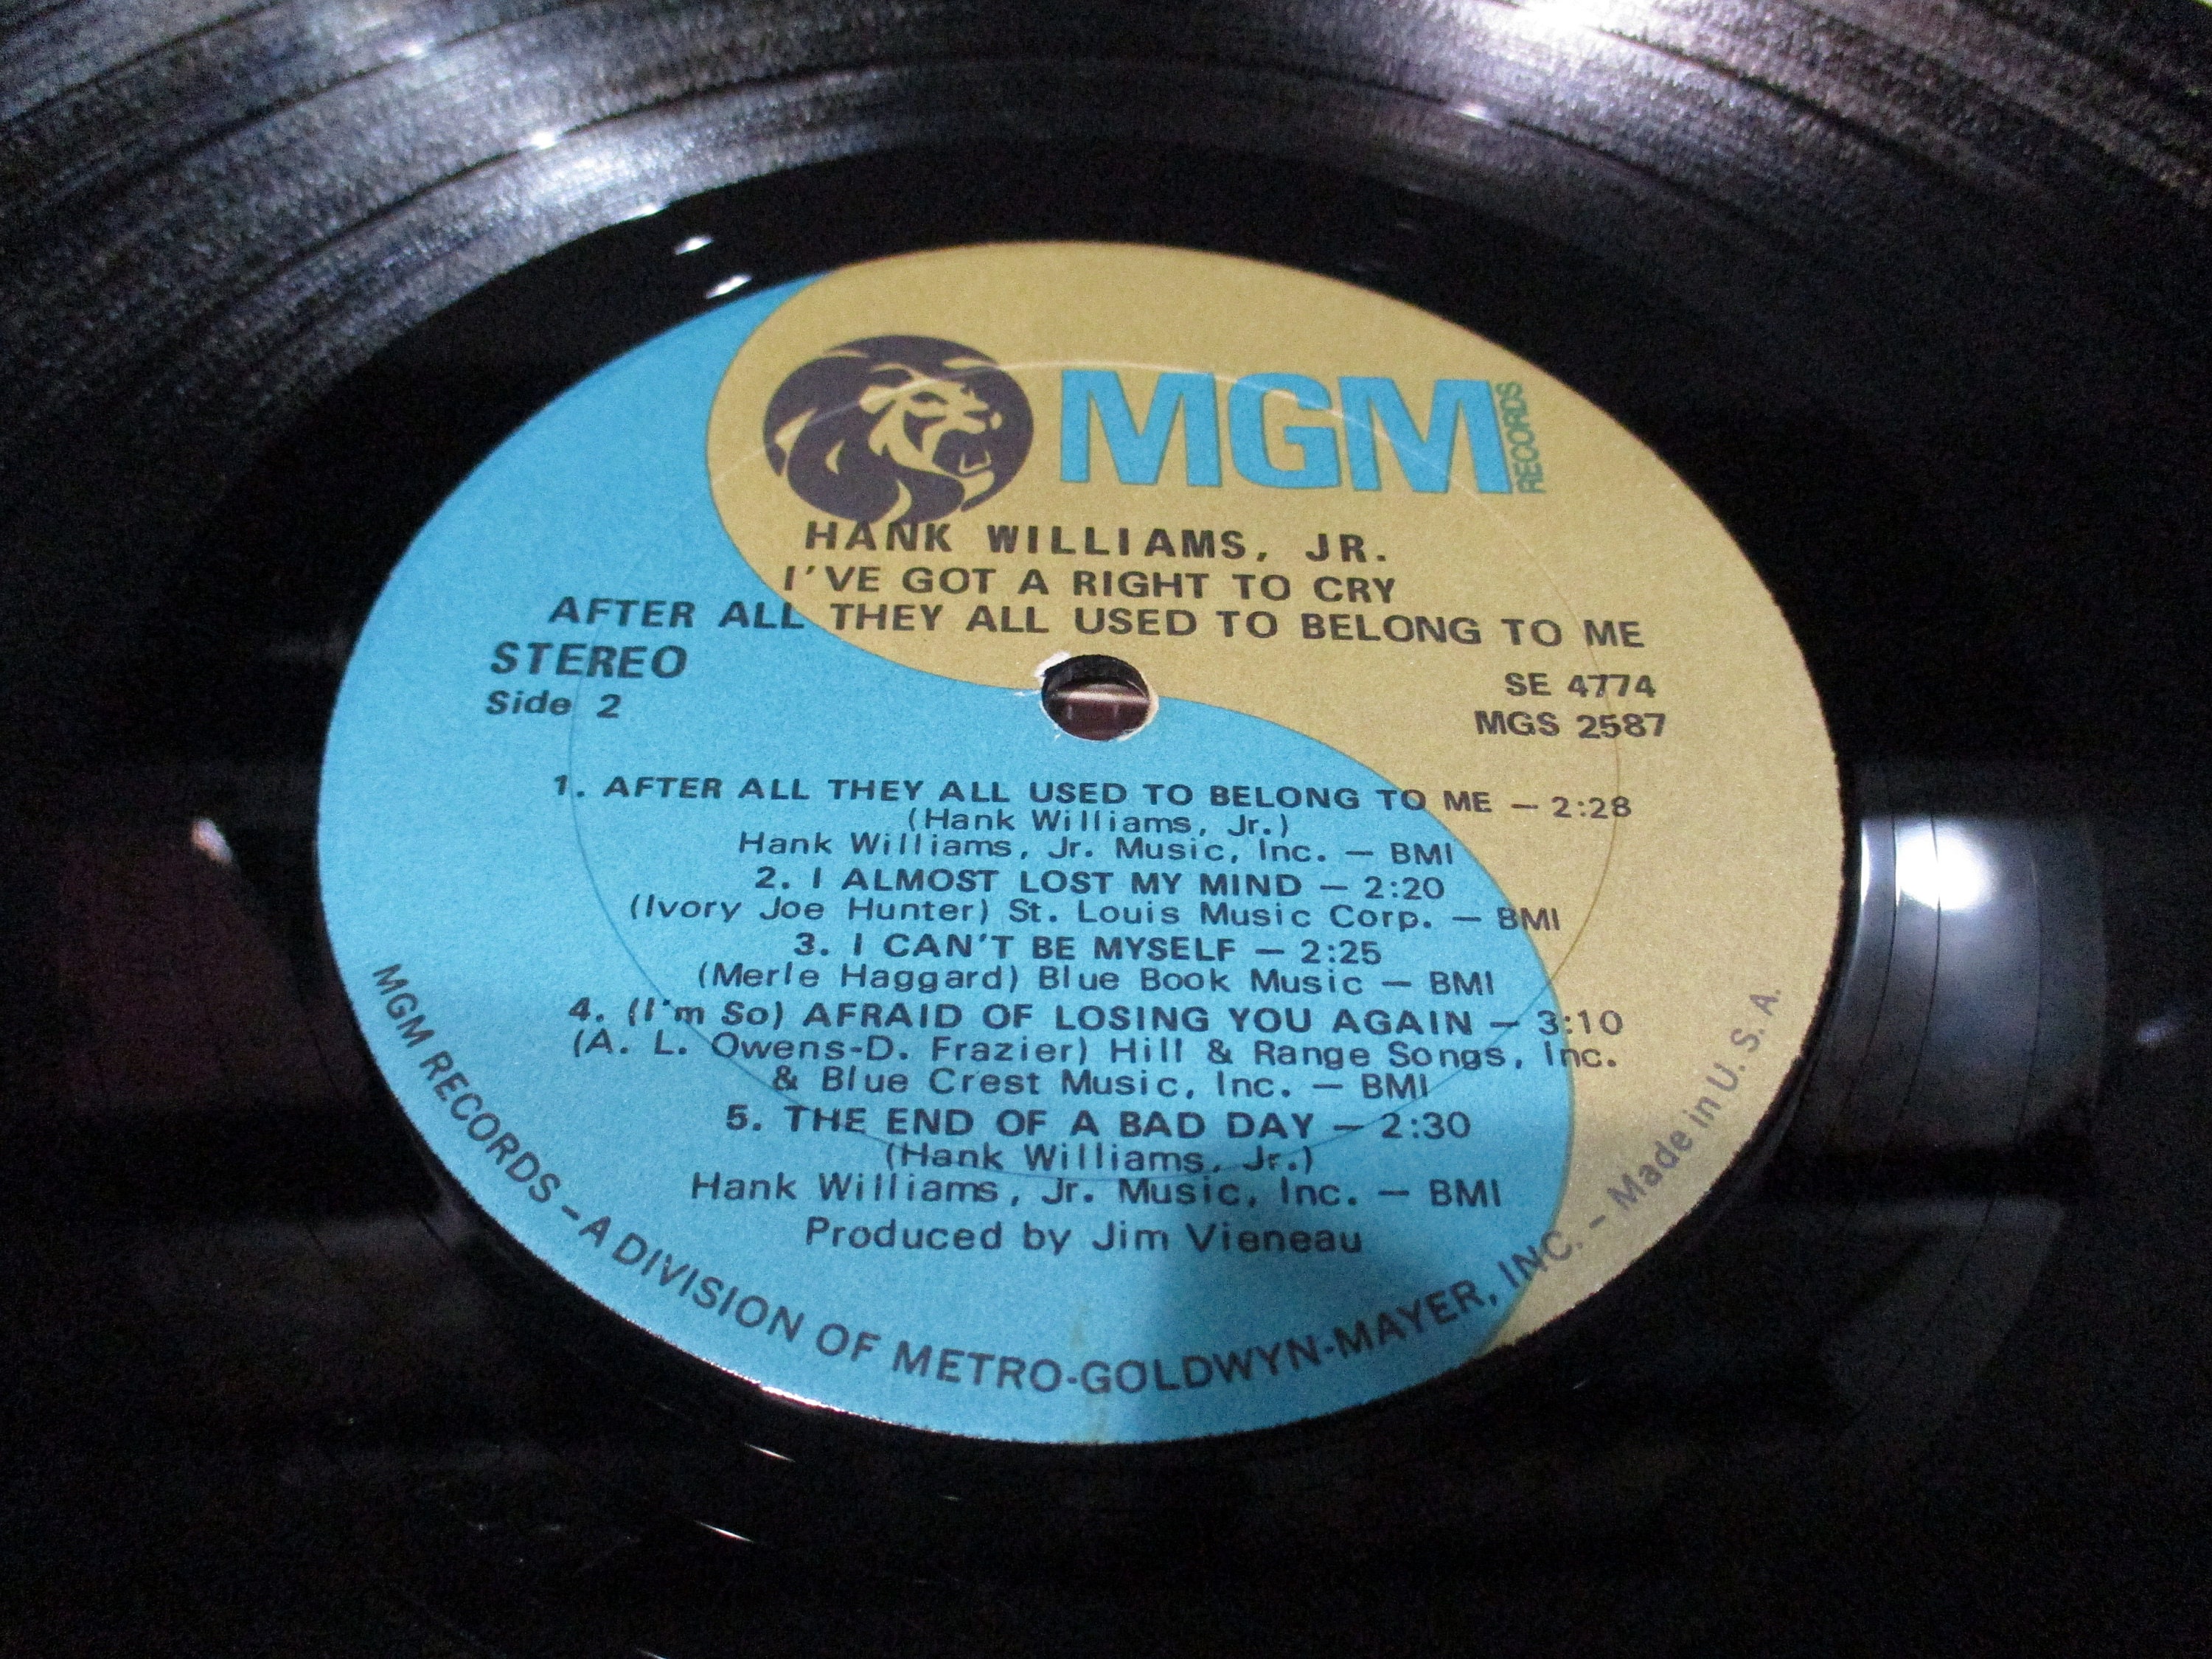 MGM RECORDS
HANK WILLIAMS, JR.
I'VE GOT A RIGHT TO CRY
AFTER ALL THEY ALL USED TO BELONG TO ME
STEREO
Side 2
SE 4774
MGS 2587
1. AFTER ALL THEY ALL USED TO BELONG TO ME — 2:28
(Hank Williams, Jr.)
Hank Williams, Jr. Music, Inc. — BMI
2. I ALMOST LOST MY MIND — 2:20
(Ivory Joe Hunter) St. Louis Music Corp. — BMI
3. I CAN'T BE MYSELF — 2:25
(Merle Haggard) Blue Book Music — BMI
4. (I'm So) AFRAID OF LOSING YOU AGAIN — 3:10
(A. L. Owens-D. Frazier) Hill & Range Songs, Inc.
& Blue Crest Music, Inc. — BMI
5. THE END OF A BAD DAY — 2:30
(Hank Williams, Jr.)
Hank Williams, Jr. Music, Inc. — BMI
Produced by Jim Vieneau
MGM RECORDS – A DIVISION OF METRO-GOLDWYN-MAYER, INC. – Made in U. S. A.